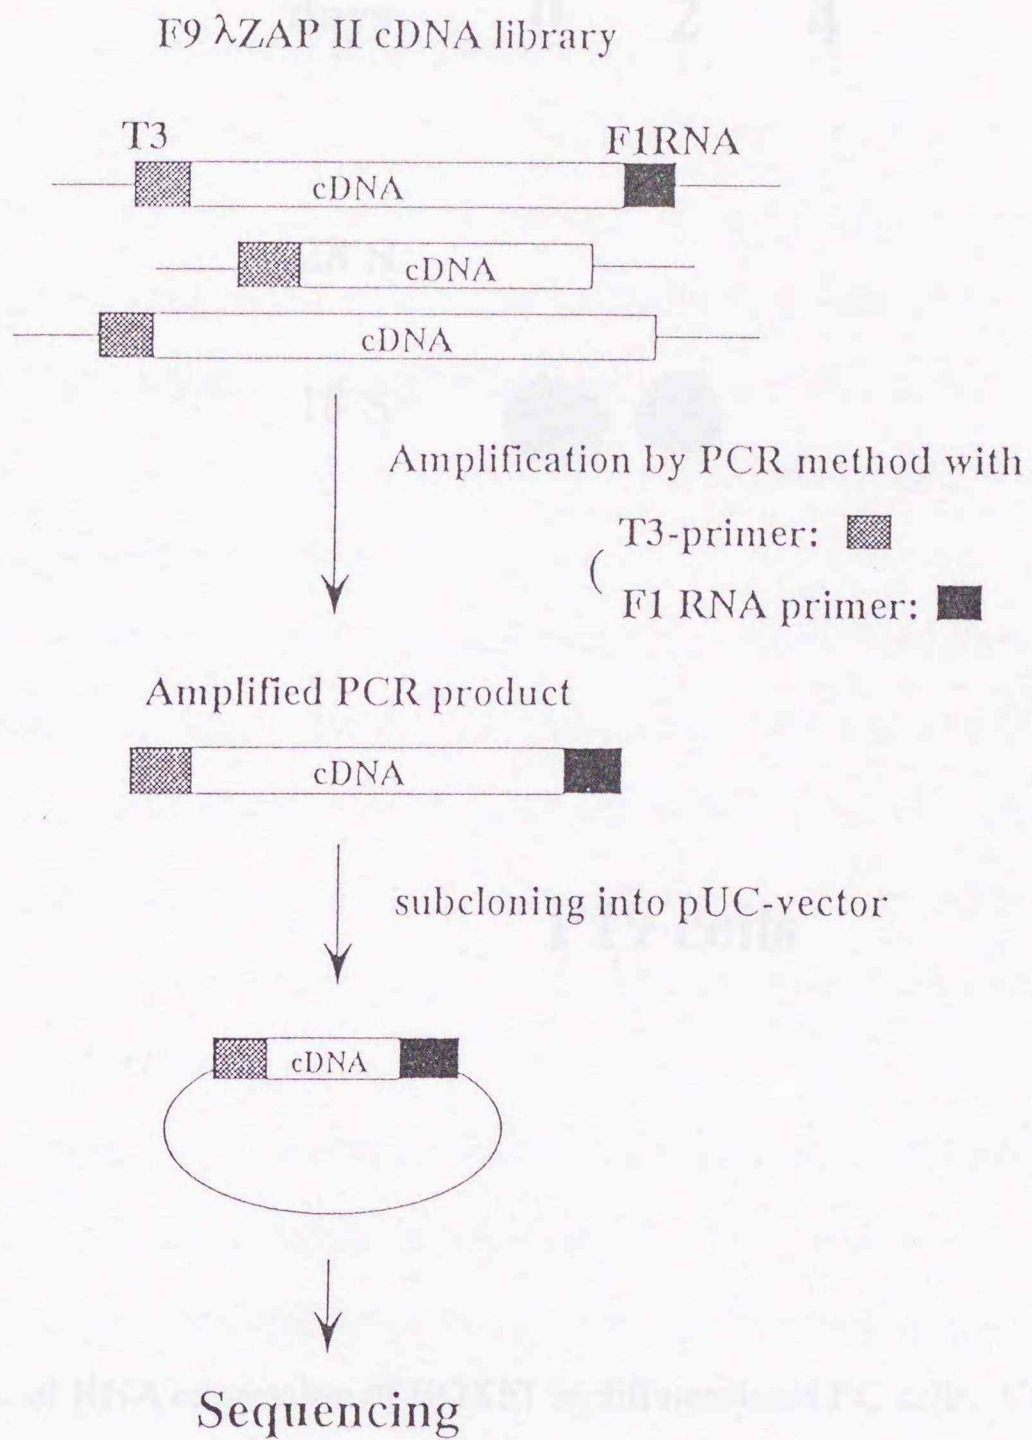 F9 λZAP II cDNA library
T3
F1RNA
cDNA
cDNA
cDNA
Amplification by PCR method with
T3-primer:
(
F1 RNA primer:
Amplified PCR product
cDNA
subcloning into pUC-vector
cDNA
Sequencing